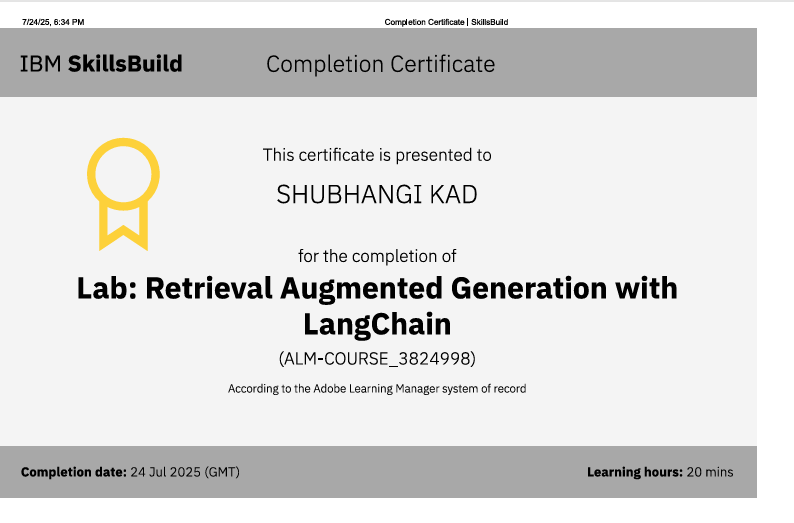 7/24/25, 6:34 PM Completion Certificate | SkillsBuild
IBM SkillsBuild Completion Certificate
This certificate is presented to
SHUBHANGI KAD
for the completion of
Lab: Retrieval Augmented Generation with
LangChain
(ALM-COURSE_3824998)
According to the Adobe Learning Manager system of record
Completion date: 24 Jul 2025 (GMT) Learning hours: 20 mins